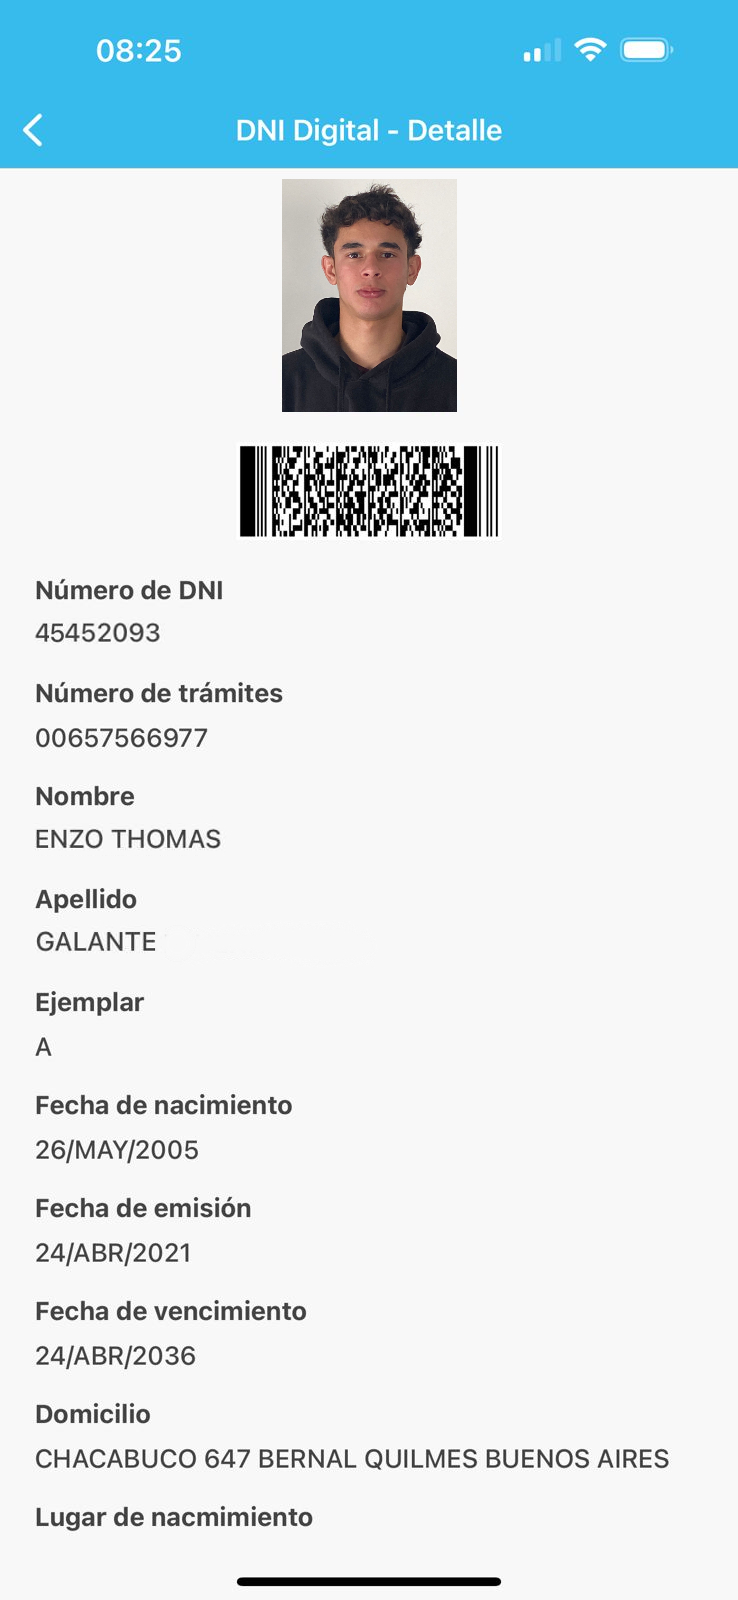 08:25
DNI Digital - Detalle
Número de DNI
45452093
Número de trámites
00657566977
Nombre
ENZO THOMAS
Apellido
GALANTE
Ejemplar
A
Fecha de nacimiento
26/MAY/2005
Fecha de emisión
24/ABR/2021
Fecha de vencimiento
24/ABR/2036
Domicilio
CHACABUCO 647 BERNAL QUILMES BUENOS AIRES
Lugar de nacmimiento